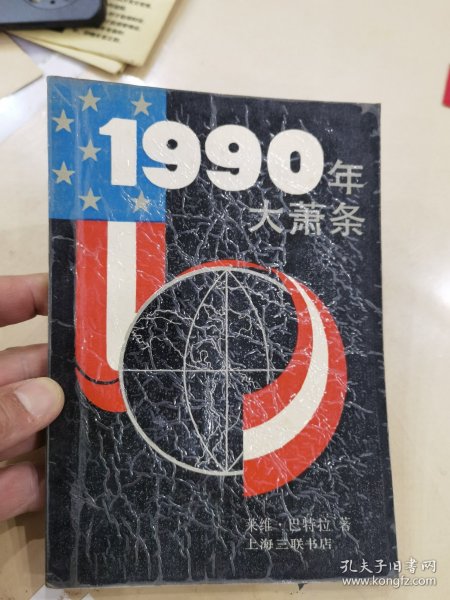 1990年
大萧条
莱维·巴特拉 著
上海三联书店
孔夫子旧书网
www.kongfz.com